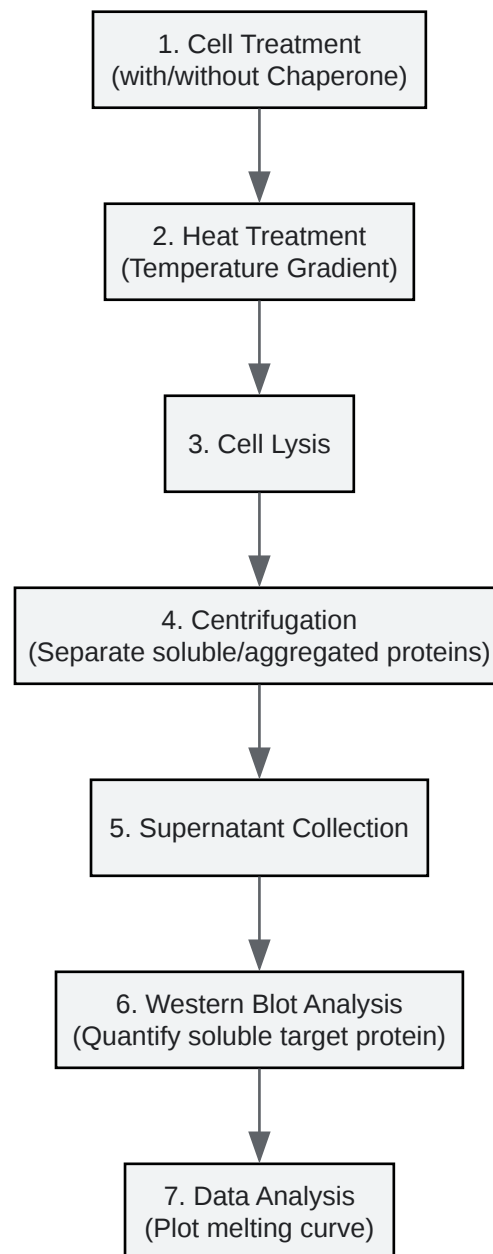 1. Cell Treatment
(with/without Chaperone)
2. Heat Treatment
(Temperature Gradient)
3. Cell Lysis
4. Centrifugation
(Separate soluble/aggregated proteins)
5. Supernatant Collection
6. Western Blot Analysis
(Quantify soluble target protein)
7. Data Analysis
(Plot melting curve)